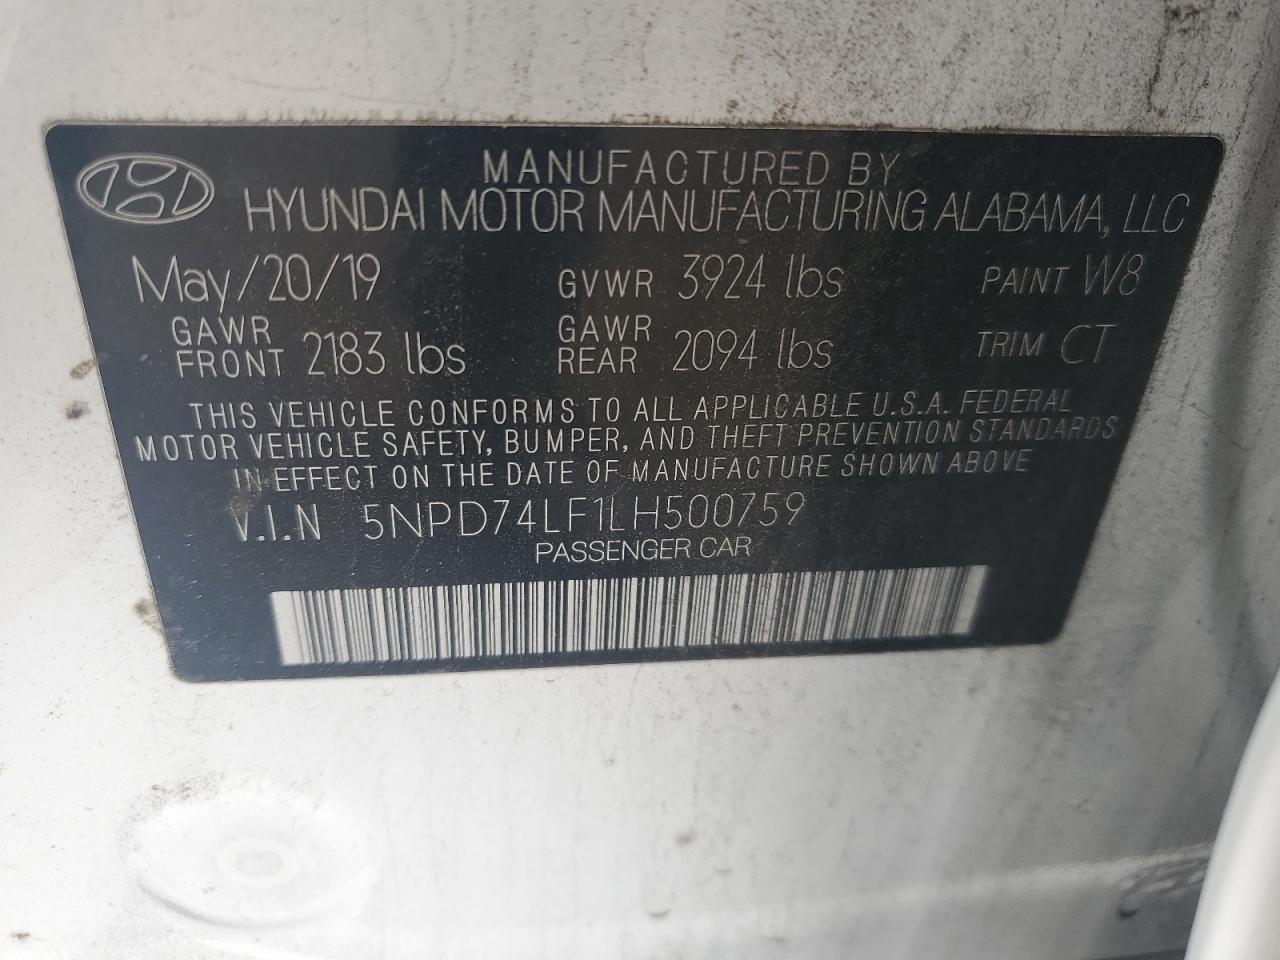 MANUFACTURED BY
HYUNDAI MOTOR MANUFACTURING ALABAMA, LLC
May/20/19 GVWR 3924 lbs PAINT W8
GAWR FRONT 2183 lbs GAWR REAR 2094 lbs TRIM CT
THIS VEHICLE CONFORMS TO ALL APPLICABLE U.S.A. FEDERAL
MOTOR VEHICLE SAFETY, BUMPER, AND THEFT PREVENTION STANDARDS
IN EFFECT ON THE DATE OF MANUFACTURE SHOWN ABOVE
V.I.N 5NPD74LF1LH500759
PASSENGER CAR